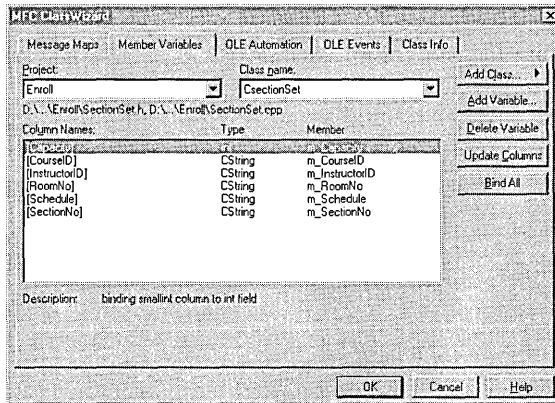 MFC ClassWizard
Message Maps Member Variables OLE Automation OLE Events Class Info
Project: Class name: Add Class...
Enroll CsectionSet
Add Variable...
D:\...\Enroll\SectionSet.h, D:\...\Enroll\SectionSet.cpp
Column Names: Type Member Delete Variable
[Capacity] int m_Capacity
[CourseID] CString m_CourseID Update Columns
[InstructorID] CString m_InstructorID
[RoomNo] CString m_RoomNo Bind All
[Schedule] CString m_Schedule
[SectionNo] CString m_SectionNo
Description: binding smallint column to int field
OK Cancel Help